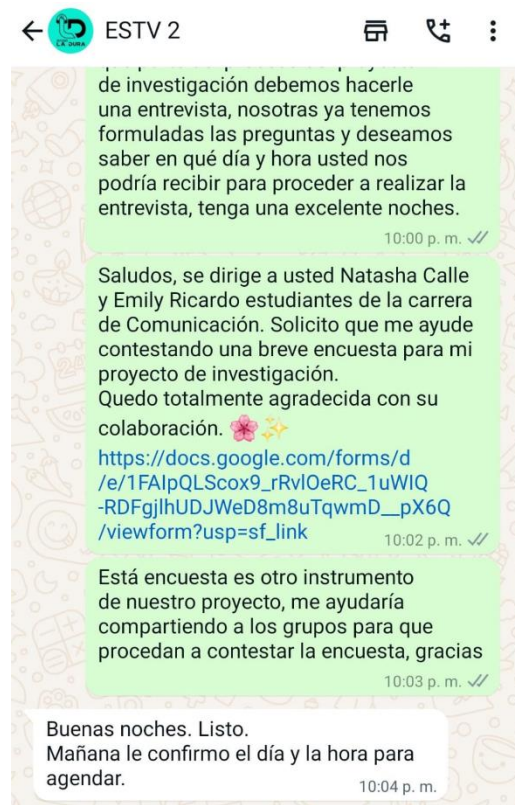 ESTV 2
LA DURA
de investigación debemos hacerle
una entrevista, nosotras ya tenemos
formuladas las preguntas y deseamos
saber en qué día y hora usted nos
podría recibir para proceder a realizar la
entrevista, tenga una excelente noches.
10:00 p. m.
Saludos, se dirige a usted Natasha Calle
y Emily Ricardo estudiantes de la carrera
de Comunicación. Solicito que me ayude
contestando una breve encuesta para mi
proyecto de investigación.
Quedo totalmente agradecida con su
colaboración. 🌸✨
https://docs.google.com/forms/d
/e/1FAIpQLScox9_rRvlOeRC_1uWIQ
-RDFgjlhUDJWeD8m8uTqwmD__pX6Q
/viewform?usp=sf_link
10:02 p. m.
Está encuesta es otro instrumento
de nuestro proyecto, me ayudaría
compartiendo a los grupos para que
procedan a contestar la encuesta, gracias
10:03 p. m.
Buenas noches. Listo.
Mañana le confirmo el día y la hora para
agendar.
10:04 p. m.